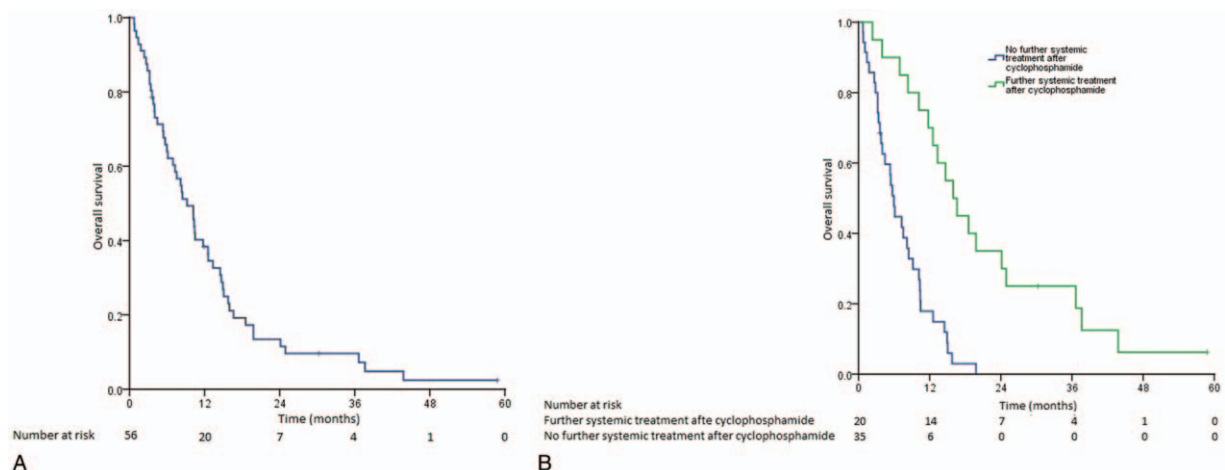 1.0
0.8
0.6
0.4
0.2
0.0
Overall survival
0 12 24 36 48 60
Time (months)
Number at risk 56 20 7 4 1 0
A
1.0
0.8
0.6
0.4
0.2
0.0
Overall survival
No further systemic
treatment after
cyclophosphamide
Further systemic treatment
after cyclophosphamide
0 12 24 36 48 60
Time (months)
Number at risk
Further systemic treatment afte cyclophosphamide 20 14 7 4 1 0
No further systemic treatment after cyclophosphamide 35 6 0 0 0 0
B